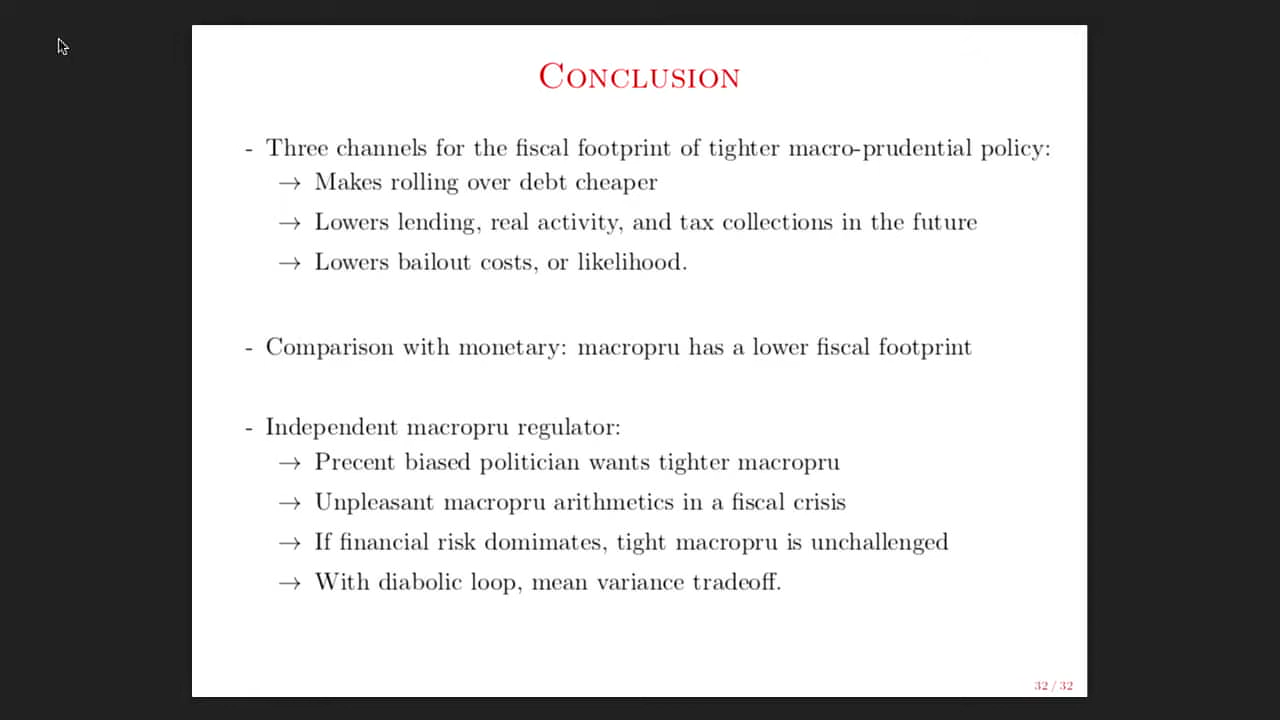 CONCLUSION
- Three channels for the fiscal footprint of tighter macro-prudential policy:
→ Makes rolling over debt cheaper
→ Lowers lending, real activity, and tax collections in the future
→ Lowers bailout costs, or likelihood.
- Comparison with monetary: macropru has a lower fiscal footprint
- Independent macropru regulator:
→ Precent biased politician wants tighter macropru
→ Unpleasant macropru arithmetics in a fiscal crisis
→ If financial risk domimates, tight macropru is unchallenged
→ With diabolic loop, mean variance tradeoff.
32 / 32